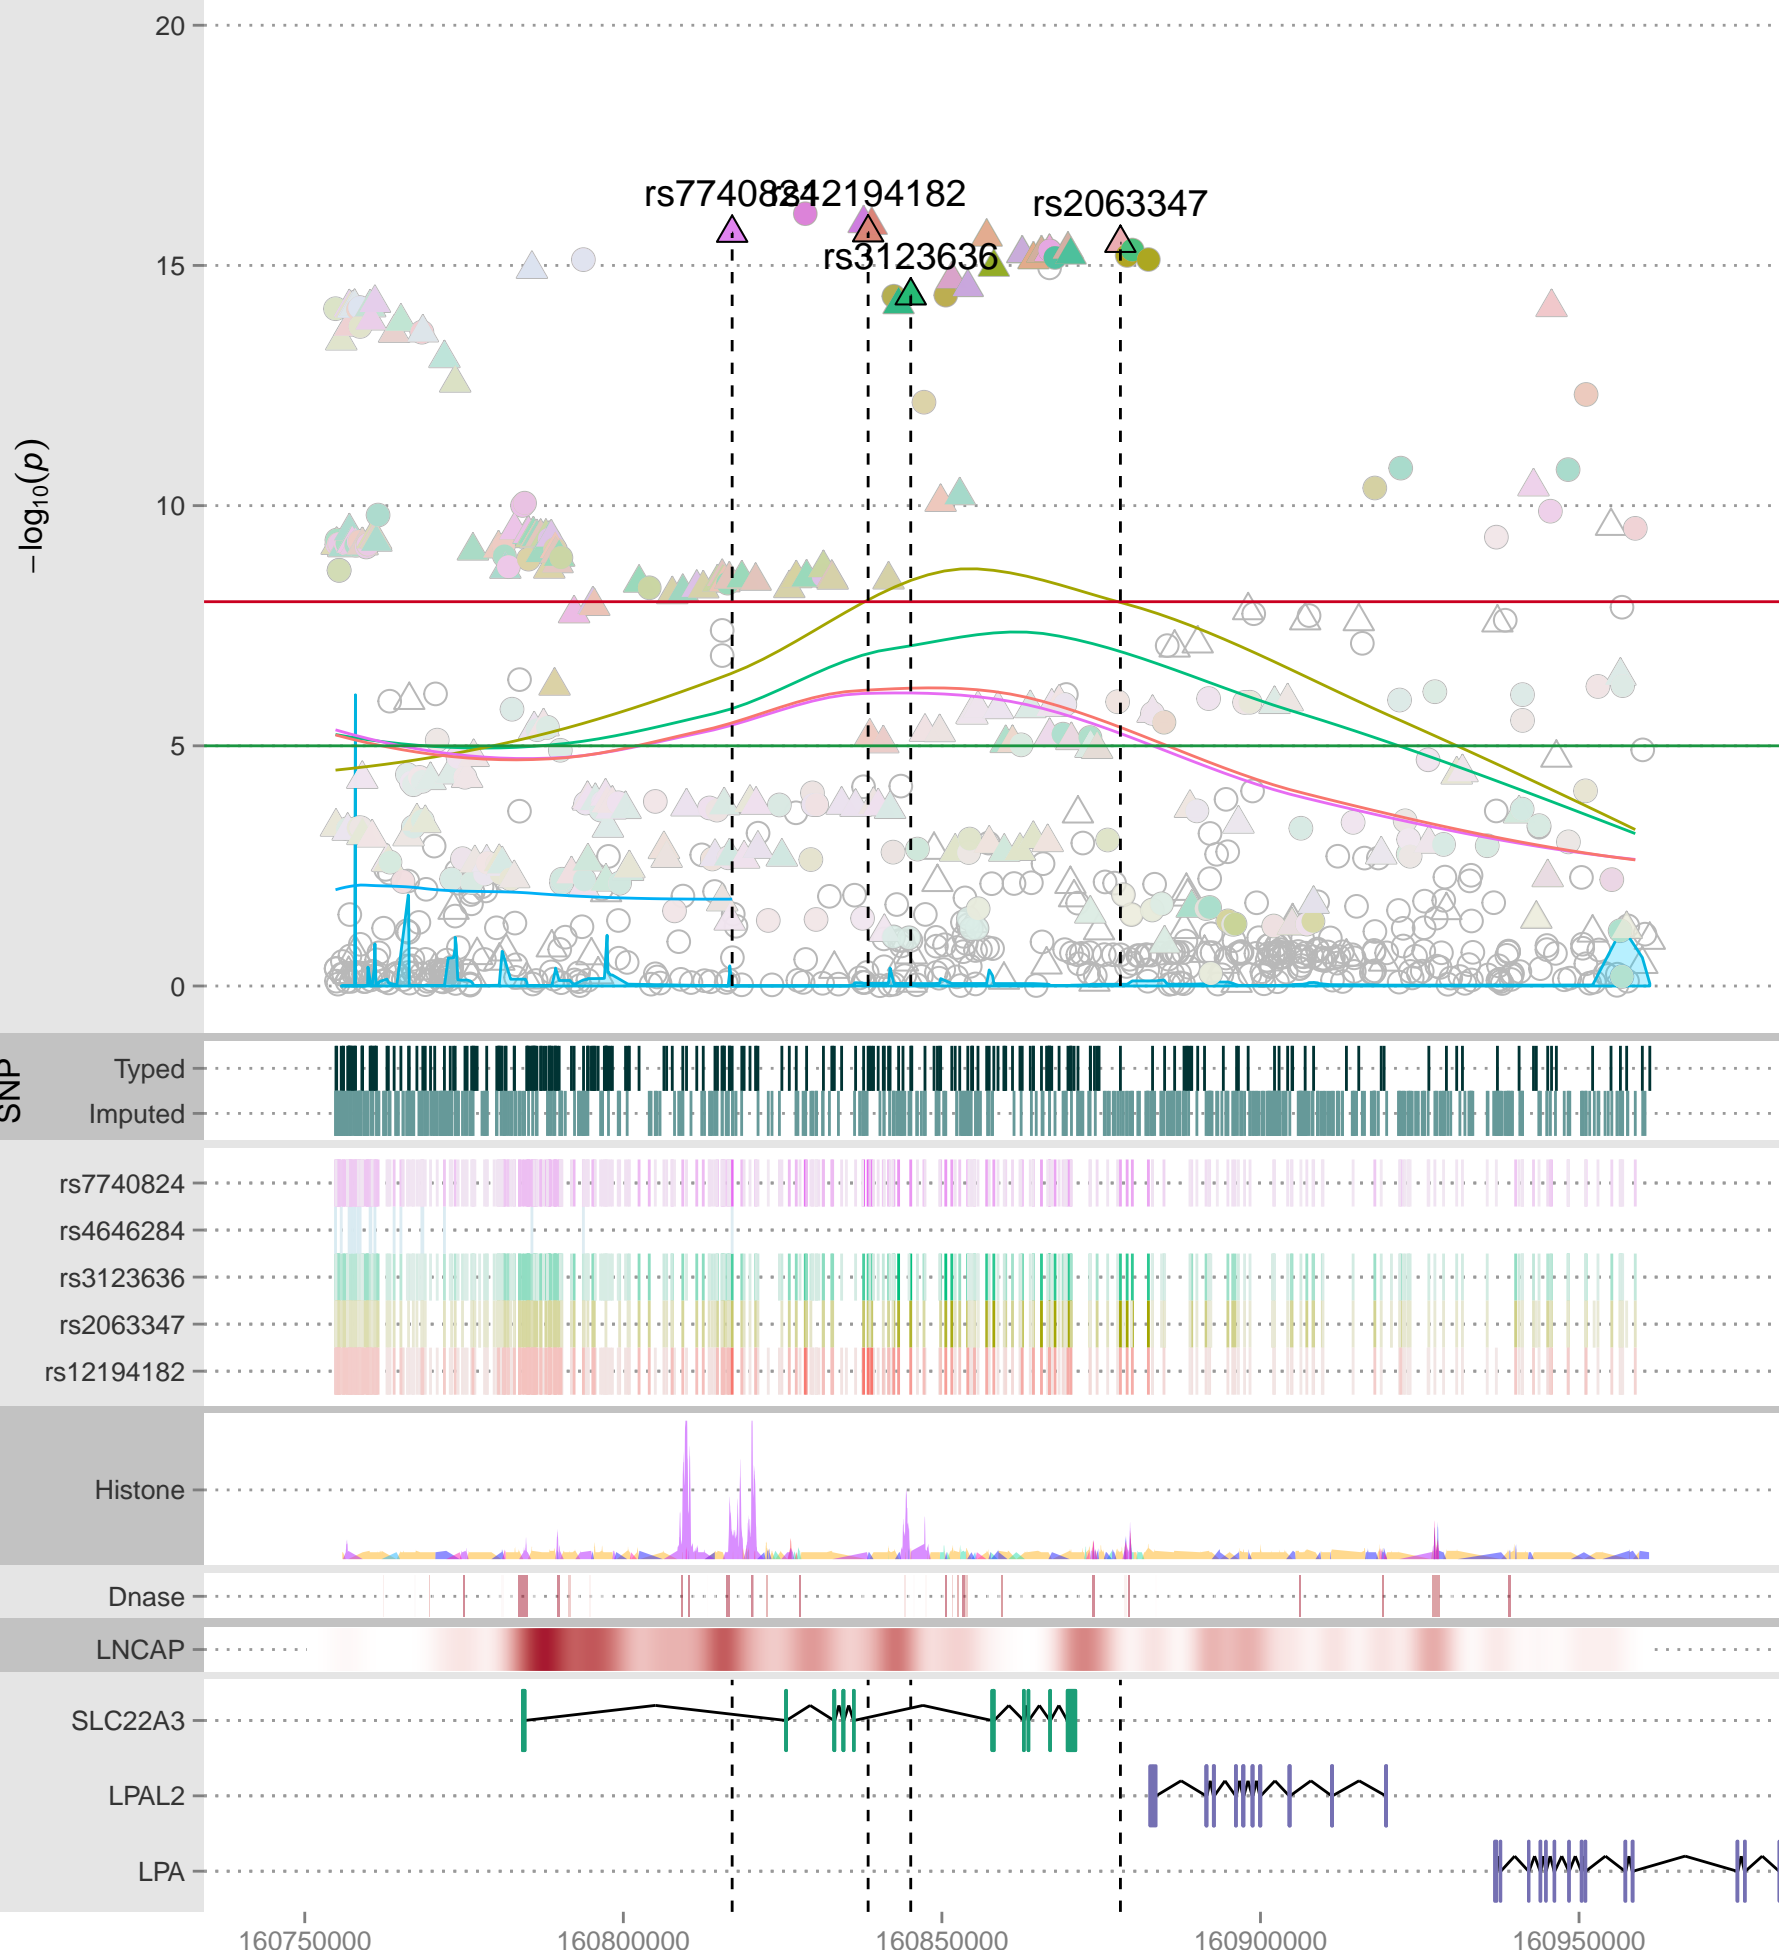 20
rs7740824
rs12194182
rs2063347
rs3123636
15
−log10(p)
10
5
0
SNP
Typed
Imputed
rs7740824
rs4646284
rs3123636
rs2063347
rs12194182
Histone
Dnase
LNCAP
SLC22A3
LPAL2
LPA
160750000 160800000 160850000 160900000 160950000